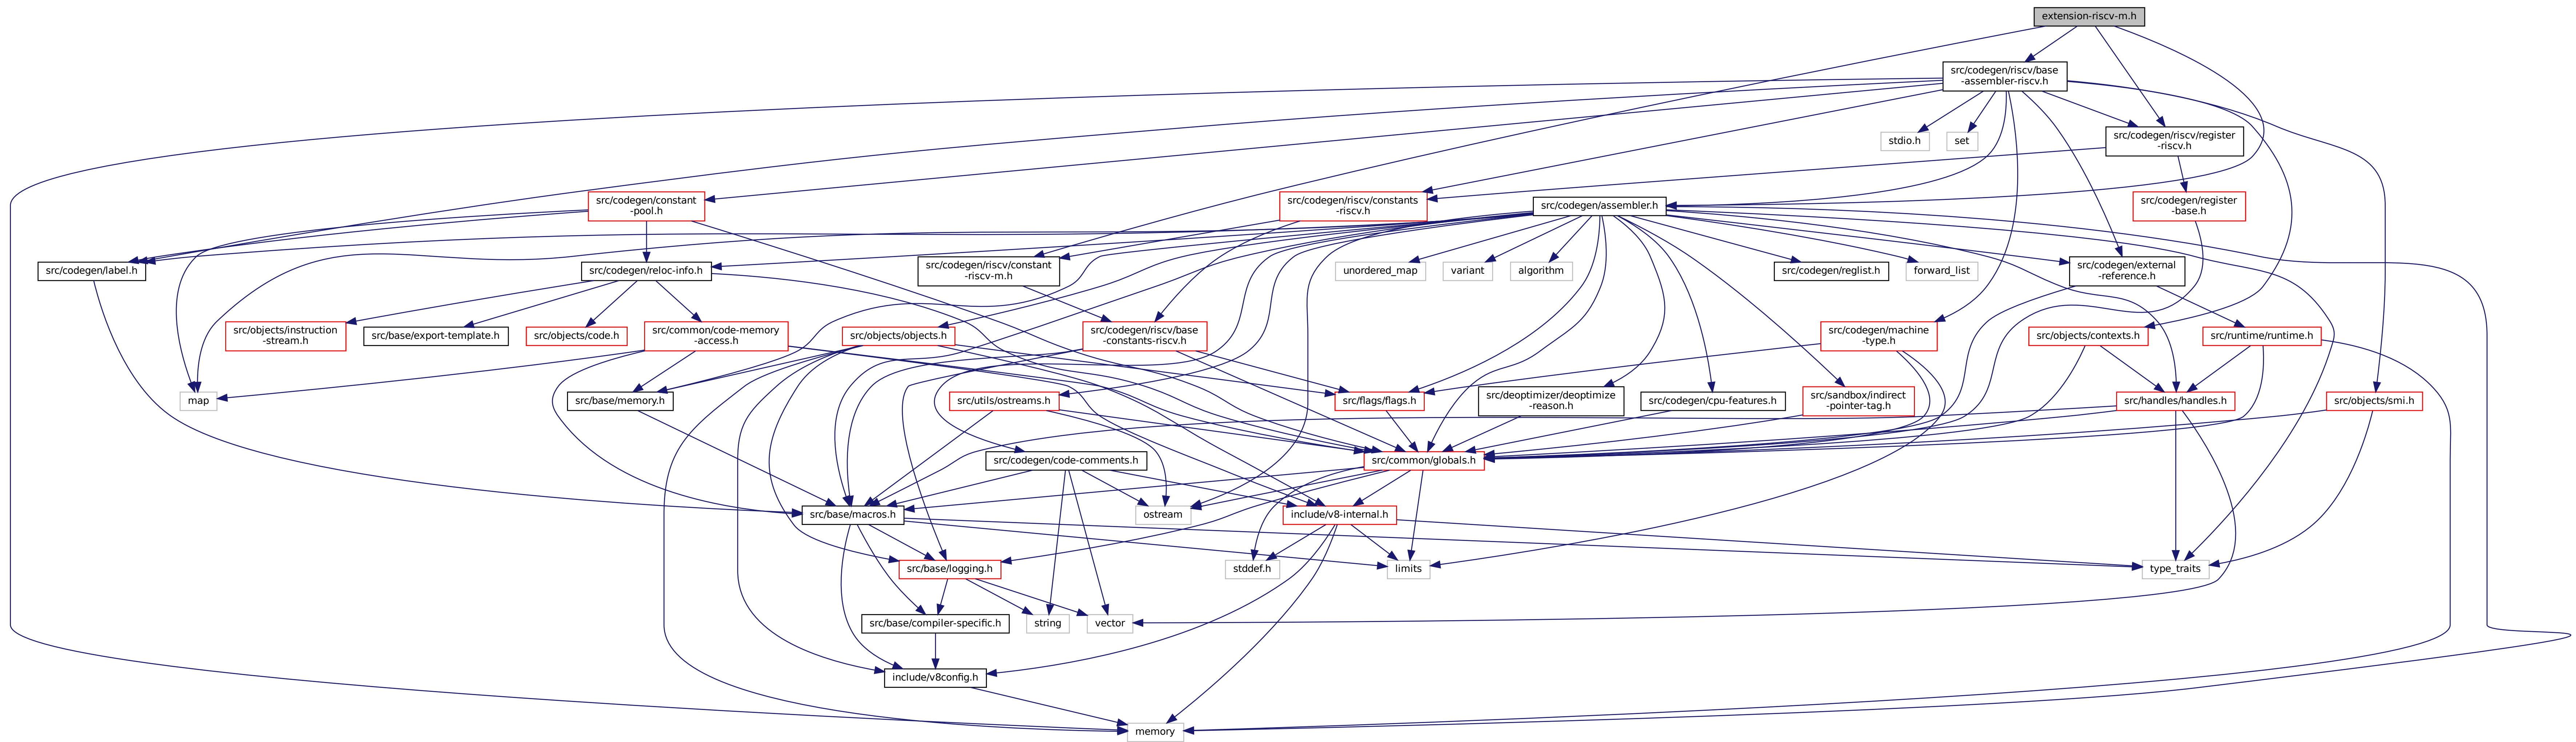 extension-riscv-m.h
src/codegen/riscv/base
-assembler-riscv.h
stdio.h
set
src/codegen/riscv/register
-riscv.h
src/codegen/constant
-pool.h
src/codegen/riscv/constants
-riscv.h
src/codegen/assembler.h
src/codegen/register
-base.h
src/codegen/label.h
src/codegen/reloc-info.h
src/codegen/riscv/constant
-riscv-m.h
unordered_map
variant
algorithm
src/codegen/reglist.h
forward_list
src/codegen/external
-reference.h
src/objects/instruction
-stream.h
src/base/export-template.h
src/objects/code.h
src/common/code-memory
-access.h
src/objects/objects.h
src/codegen/riscv/base
-constants-riscv.h
src/codegen/machine
-type.h
src/objects/contexts.h
src/runtime/runtime.h
map
src/base/memory.h
src/utils/ostreams.h
src/flags/flags.h
src/deoptimizer/deoptimize
-reason.h
src/codegen/cpu-features.h
src/sandbox/indirect
-pointer-tag.h
src/handles/handles.h
src/objects/smi.h
src/codegen/code-comments.h
src/common/globals.h
src/base/macros.h
ostream
include/v8-internal.h
src/base/logging.h
stddef.h
limits
type_traits
src/base/compiler-specific.h
string
vector
include/v8config.h
memory